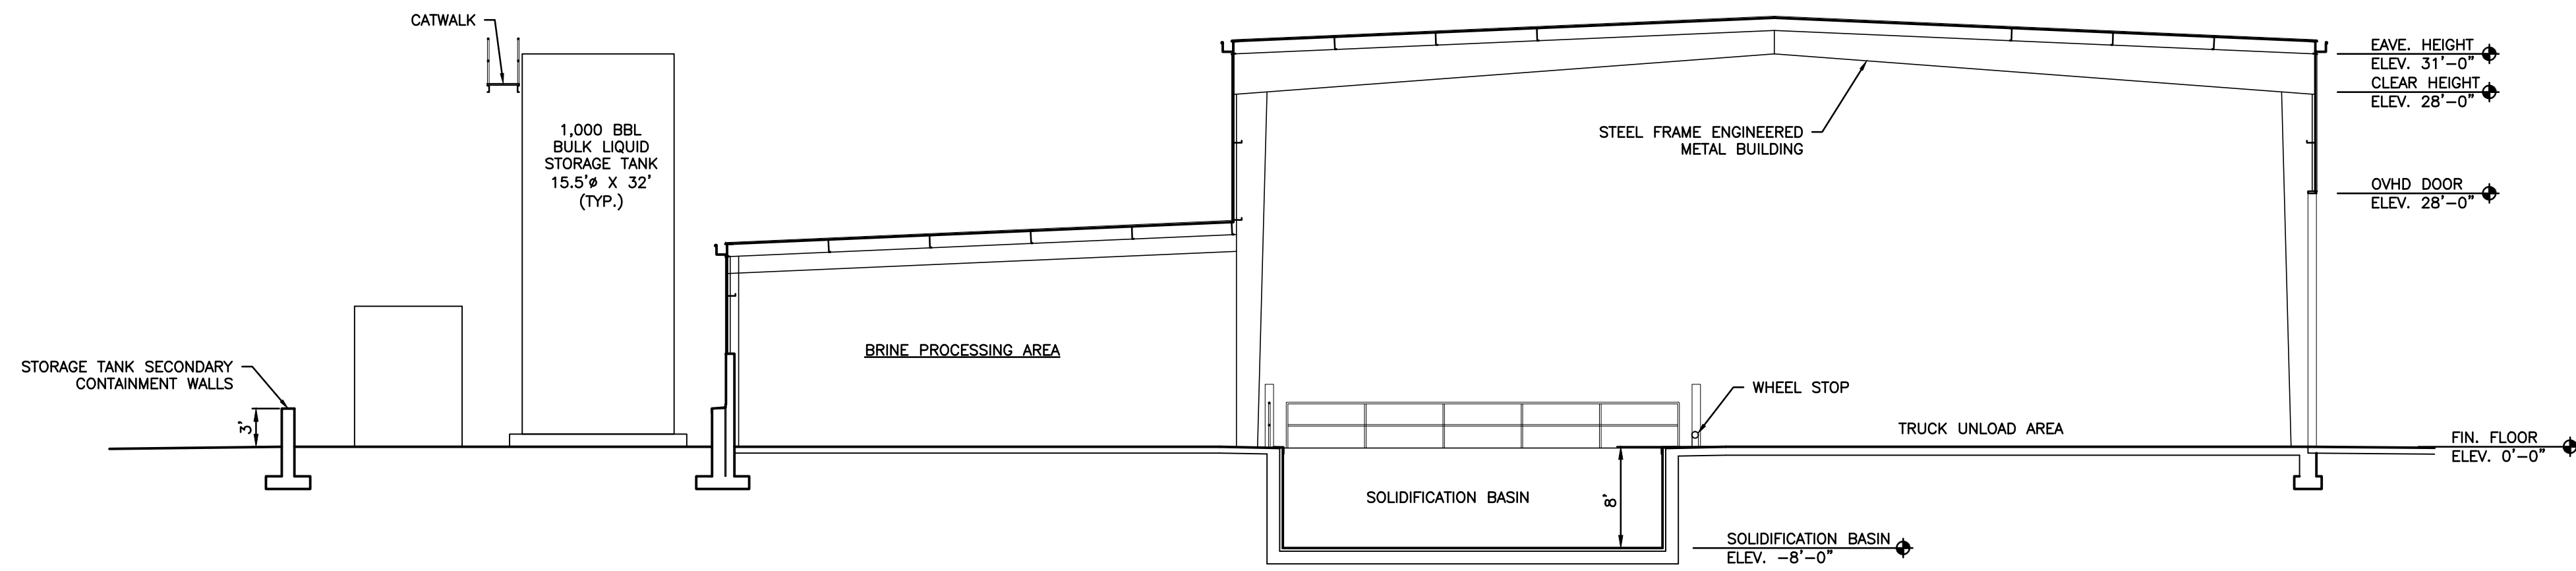 CATWALK
1,000 BBL
BULK LIQUID
STORAGE TANK
15.5'ø X 32'
(TYP.)
STORAGE TANK SECONDARY
CONTAINMENT WALLS
3'
BRINE PROCESSING AREA
STEEL FRAME ENGINEERED
METAL BUILDING
EAVE. HEIGHT
ELEV. 31'-0"
CLEAR HEIGHT
ELEV. 28'-0"
OVHD DOOR
ELEV. 28'-0"
WHEEL STOP
TRUCK UNLOAD AREA
FIN. FLOOR
ELEV. 0'-0"
SOLIDIFICATION BASIN
8'
SOLIDIFICATION BASIN
ELEV. -8'-0"